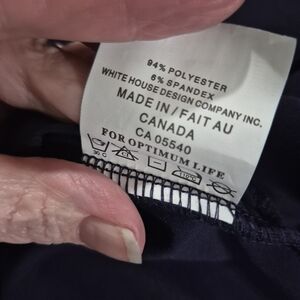 94% POLYESTER
6% SPANDEX
WHITE HOUSE DESIGN COMPANY INC.
MADE IN/FAIT AU
CANADA
CA 05540
FOR OPTIMUM LIFE
30°C